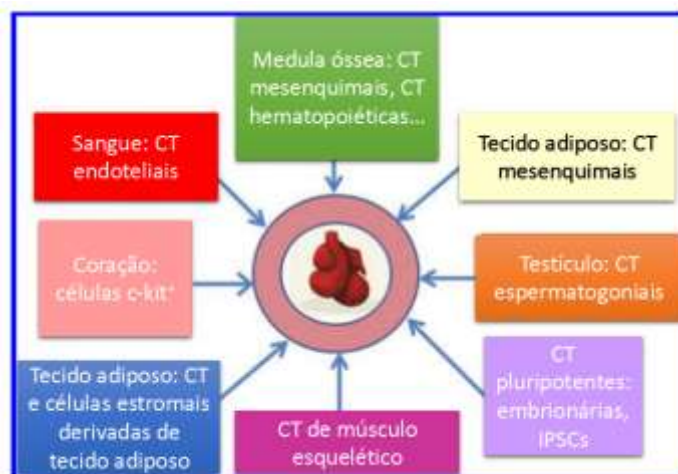 Medula óssea: CT
mesenquimais, CT
hematopoiéticas...
Sangue: CT
endoteliais
Tecido adiposo: CT
mesenquimais
Coração:
células c-kit⁺
Testículo: CT
espermatogoniais
Tecido adiposo: CT
e células estromais
derivadas de
tecido adiposo
CT de músculo
esquelético
CT
pluripotentes:
embrionárias,
iPSCs